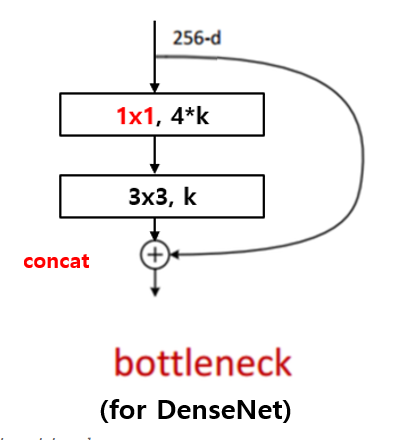 256-d
1x1, 4*k
3x3, k
concat
bottleneck
(for DenseNet)